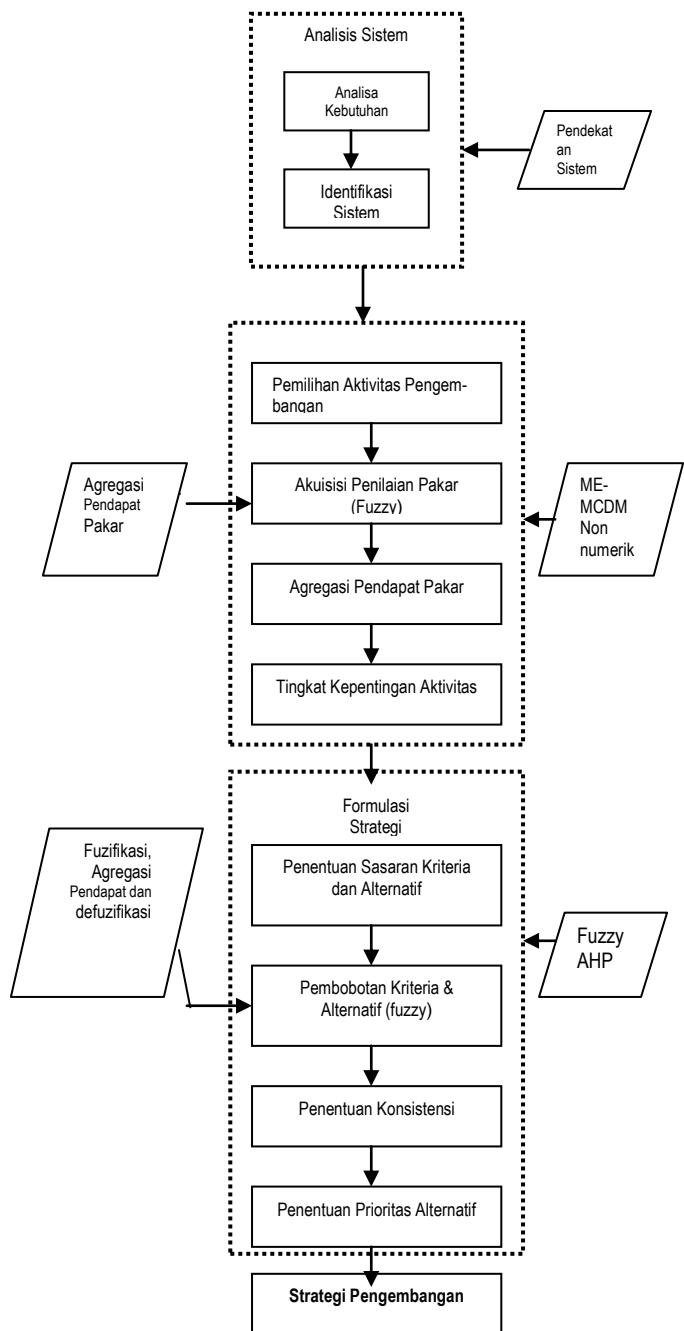 Analisis Sistem
Analisa
Kebutuhan
Identifikasi
Sistem
Pendekat
an
Sistem
Pemilihan Aktivitas Pengem-
bangan
Akuisisi Penilaian Pakar
(Fuzzy)
Agregasi
Pendapat
Pakar
ME-
MCDM
Non
numerik
Agregasi Pendapat Pakar
Tingkat Kepentingan Aktivitas
Formulasi
Strategi
Fuzifikasi,
Agregasi
Pendapat dan
defuzifikasi
Penentuan Sasaran Kriteria
dan Alternatif
Fuzzy
AHP
Pembobotan Kriteria &
Alternatif (fuzzy)
Penentuan Konsistensi
Penentuan Prioritas Alternatif
Strategi Pengembangan